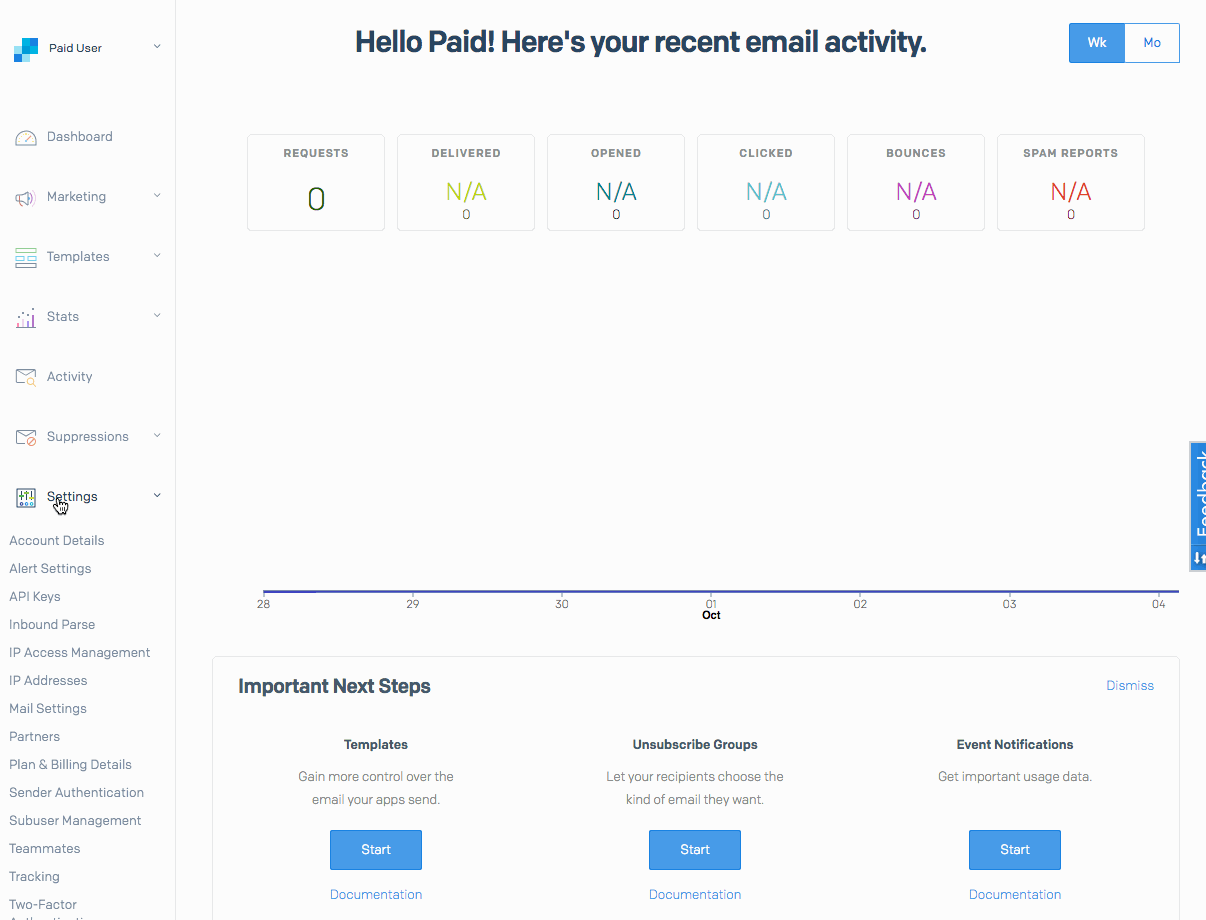 Paid User
Dashboard
Marketing
Templates
Stats
Activity
Suppressions
Settings
Account Details
Alert Settings
API Keys
Inbound Parse
IP Access Management
IP Addresses
Mail Settings
Partners
Plan & Billing Details
Sender Authentication
Subuser Management
Teammates
Tracking
Two-Factor
Hello Paid! Here's your recent email activity.
Wk Mo
REQUESTS DELIVERED OPENED CLICKED BOUNCES SPAM REPORTS
0 N/A N/A N/A N/A N/A
0 0 0 0 0
28 29 30 01 02 03 04
Oct
Feedback
Important Next Steps
Dismiss
Templates
Gain more control over the
email your apps send.
Start
Documentation
Unsubscribe Groups
Let your recipients choose the
kind of email they want.
Start
Documentation
Event Notifications
Get important usage data.
Start
Documentation